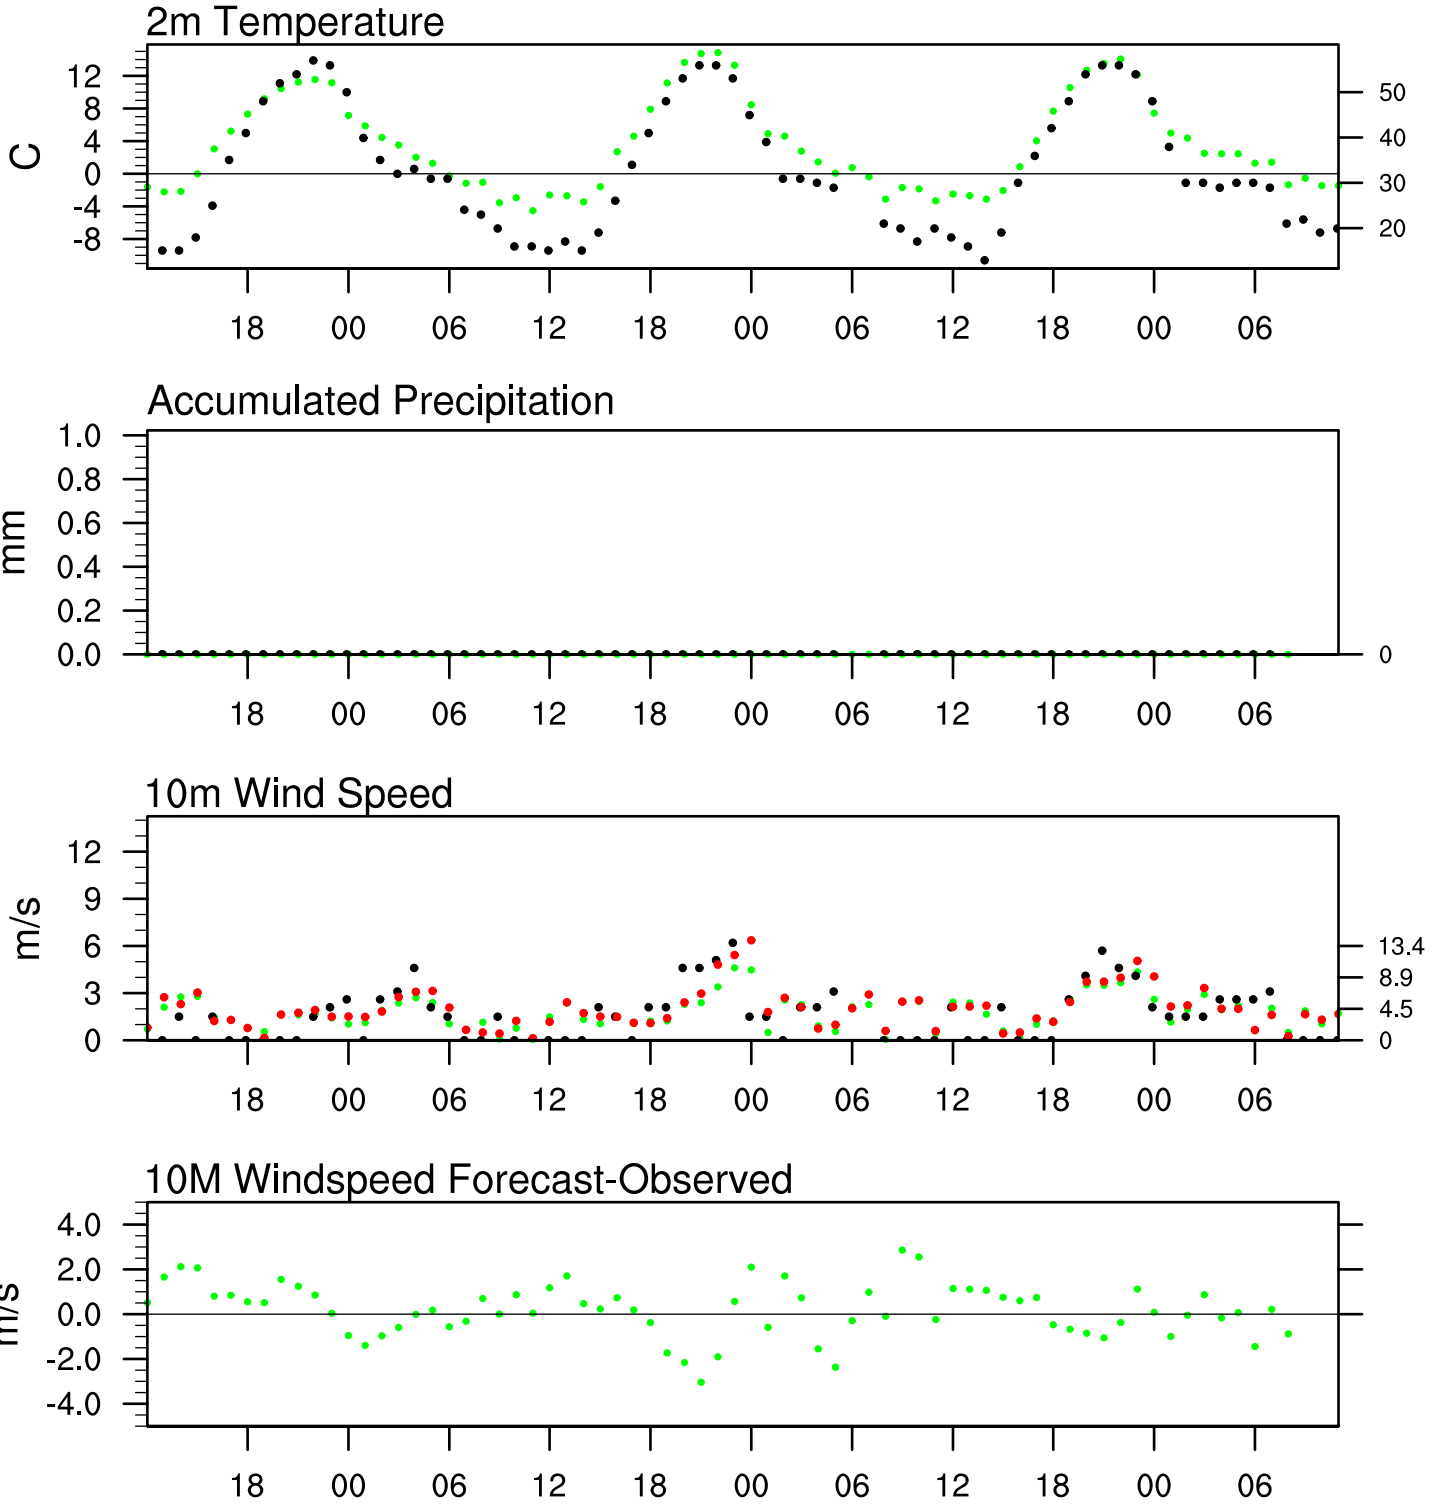 2m Temperature
12
8
4
0
-4
-8
C
50
40
30
20
18 00 06 12 18 00 06 12 18 00 06
Accumulated Precipitation
1.0
0.8
0.6
0.4
0.2
0.0
mm
0
18 00 06 12 18 00 06 12 18 00 06
10m Wind Speed
12
9
6
3
0
m/s
13.4
8.9
4.5
0
18 00 06 12 18 00 06 12 18 00 06
10M Windspeed Forecast-Observed
4.0
2.0
0.0
-2.0
-4.0
m/s
18 00 06 12 18 00 06 12 18 00 06